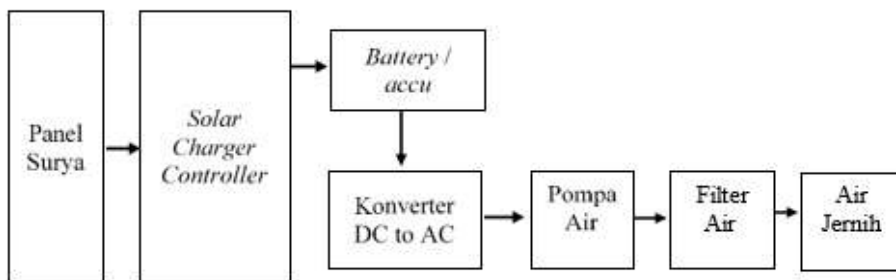 Panel
Surya
Solar
Charger
Controller
Battery /
accu
Konverter
DC to AC
Pompa
Air
Filter
Air
Air
Jernih